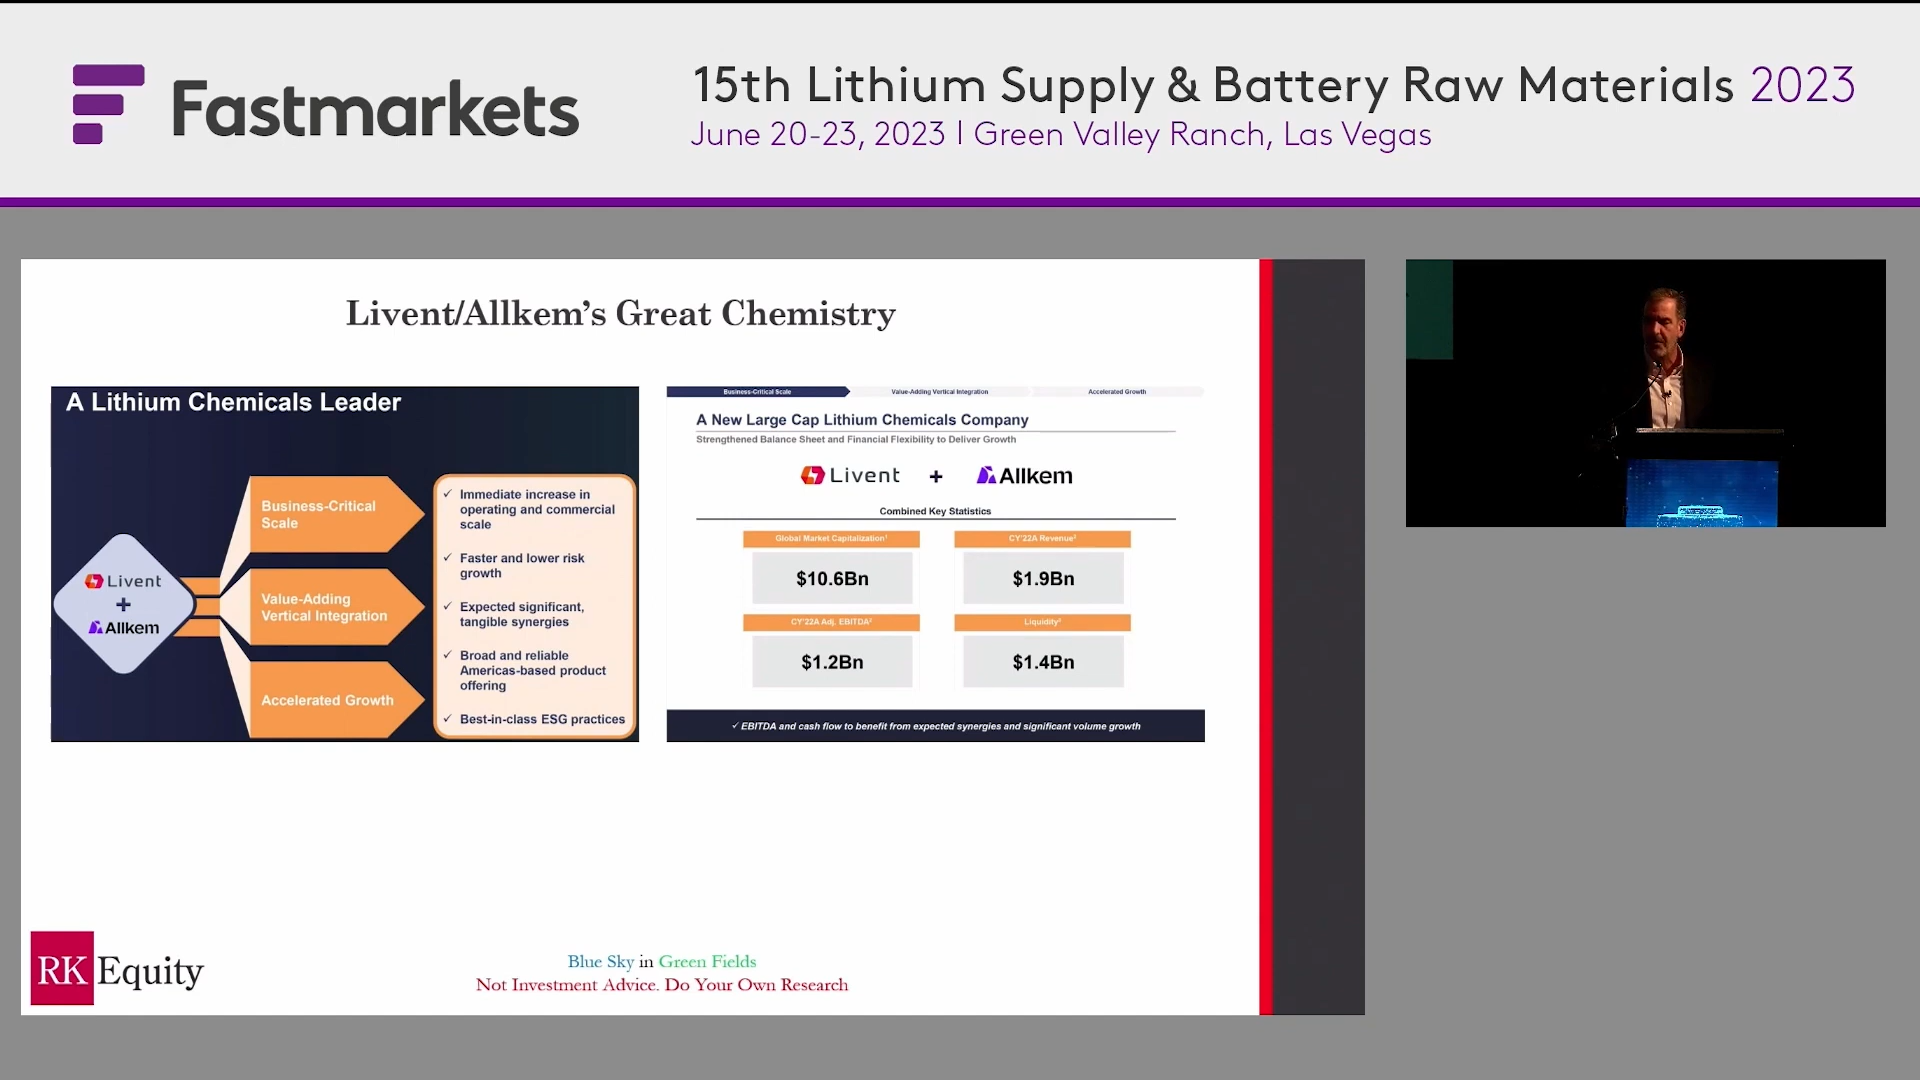 Fastmarkets
15th Lithium Supply & Battery Raw Materials 2023
June 20-23, 2023 | Green Valley Ranch, Las Vegas
Livent/Allkem's Great Chemistry
A Lithium Chemicals Leader
Livent
+
Allkem
Business-Critical
Scale
Value-Adding
Vertical Integration
Accelerated Growth
✓ Immediate increase in
operating and commercial
scale
✓ Faster and lower risk
growth
✓ Expected significant,
tangible synergies
✓ Broad and reliable
Americas-based product
offering
✓ Best-in-class ESG practices
Business-Critical Scale Value-Adding Vertical Integration Accelerated Growth
A New Large Cap Lithium Chemicals Company
Strengthened Balance Sheet and Financial Flexibility to Deliver Growth
Livent + Allkem
Combined Key Statistics
Global Market Capitalization¹ CY'22A Revenue²
$10.6Bn $1.9Bn
CY'22A Adj. EBITDA² Liquidity²
$1.2Bn $1.4Bn
✓ EBITDA and cash flow to benefit from expected synergies and significant volume growth
RK Equity
Blue Sky in Green Fields
Not Investment Advice. Do Your Own Research